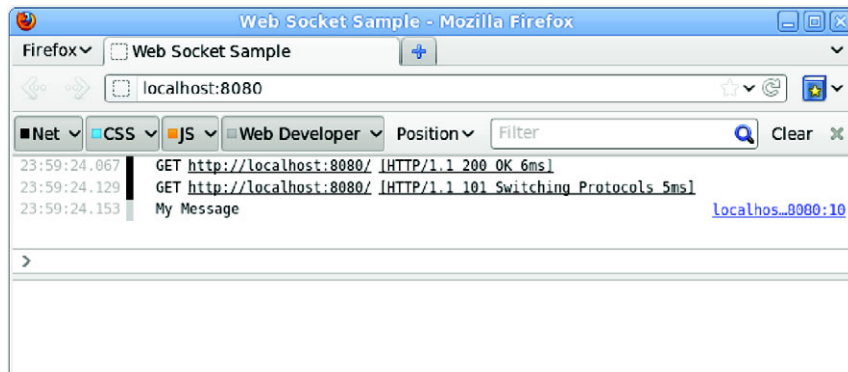 Web Socket Sample - Mozilla Firefox
Firefox
Web Socket Sample
localhost:8080
Net CSS JS Web Developer Position Filter Clear
23:59:24.067 GET http://localhost:8080/ [HTTP/1.1 200 OK 6ms]
23:59:24.129 GET http://localhost:8080/ [HTTP/1.1 101 Switching Protocols 5ms]
23:59:24.153 My Message localhos…8080:10